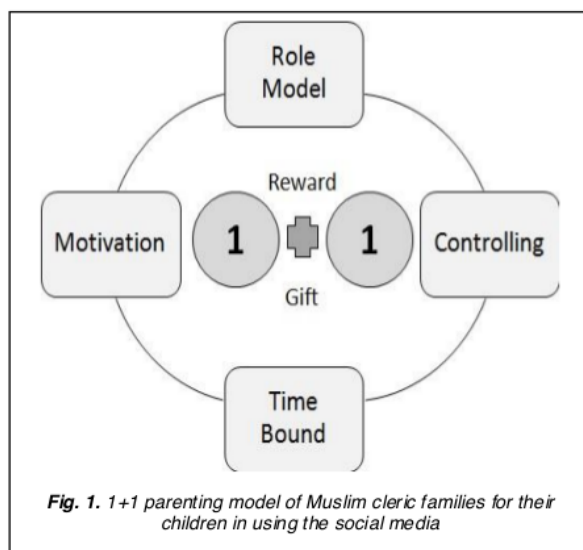 Role
Model
Reward
Motivation
1
1
Controlling
Gift
Time
Bound
Fig. 1. 1+1 parenting model of Muslim cleric families for their
children in using the social media